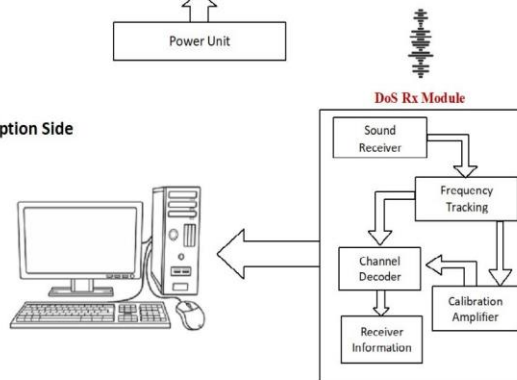 Power Unit
DoS Rx Module
ption Side
Sound
Receiver
Frequency
Tracking
Channel
Decoder
Calibration
Amplifier
Receiver
Information